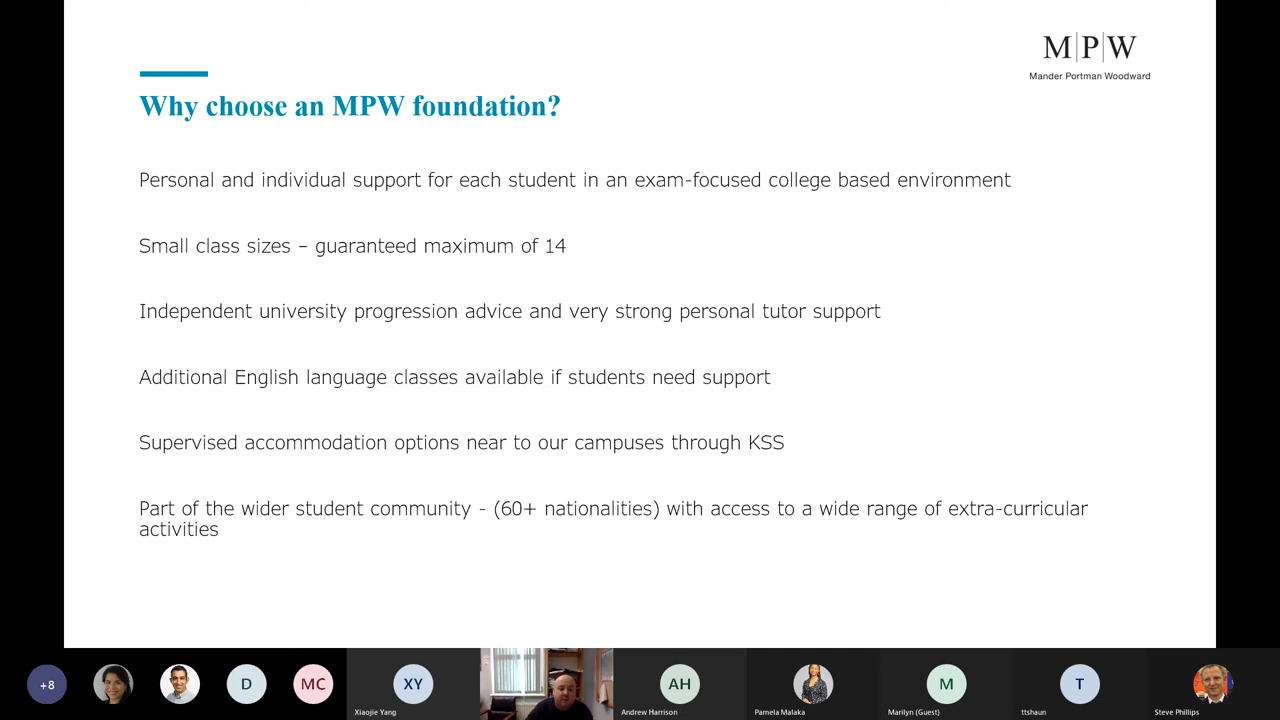 M|P|W
Mander Portman Woodward
Why choose an MPW foundation?
Personal and individual support for each student in an exam-focused college based environment
Small class sizes – guaranteed maximum of 14
Independent university progression advice and very strong personal tutor support
Additional English language classes available if students need support
Supervised accommodation options near to our campuses through KSS
Part of the wider student community - (60+ nationalities) with access to a wide range of extra-curricular
activities
+8
D
MC
XY
Xiaojie Yang
AH
Andrew Harrison
Pamela Malaka
M
Marilyn (Guest)
T
ttshaun
Steve Phillips